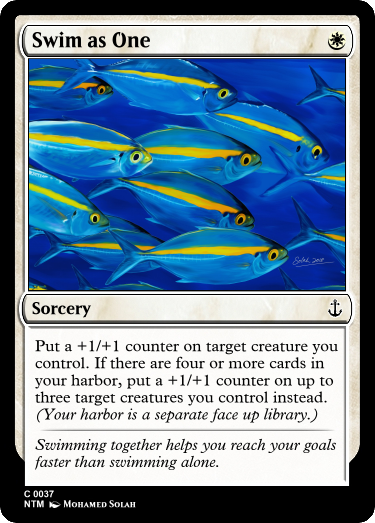 Swim as One
Solah 2010
Sorcery
Put a +1/+1 counter on target creature you
control. If there are four or more cards in
your harbor, put a +1/+1 counter on up to
three target creatures you control instead.
(Your harbor is a separate face up library.)
Swimming together helps you reach your goals
faster than swimming alone.
C 0037
NTM Mohamed Solah